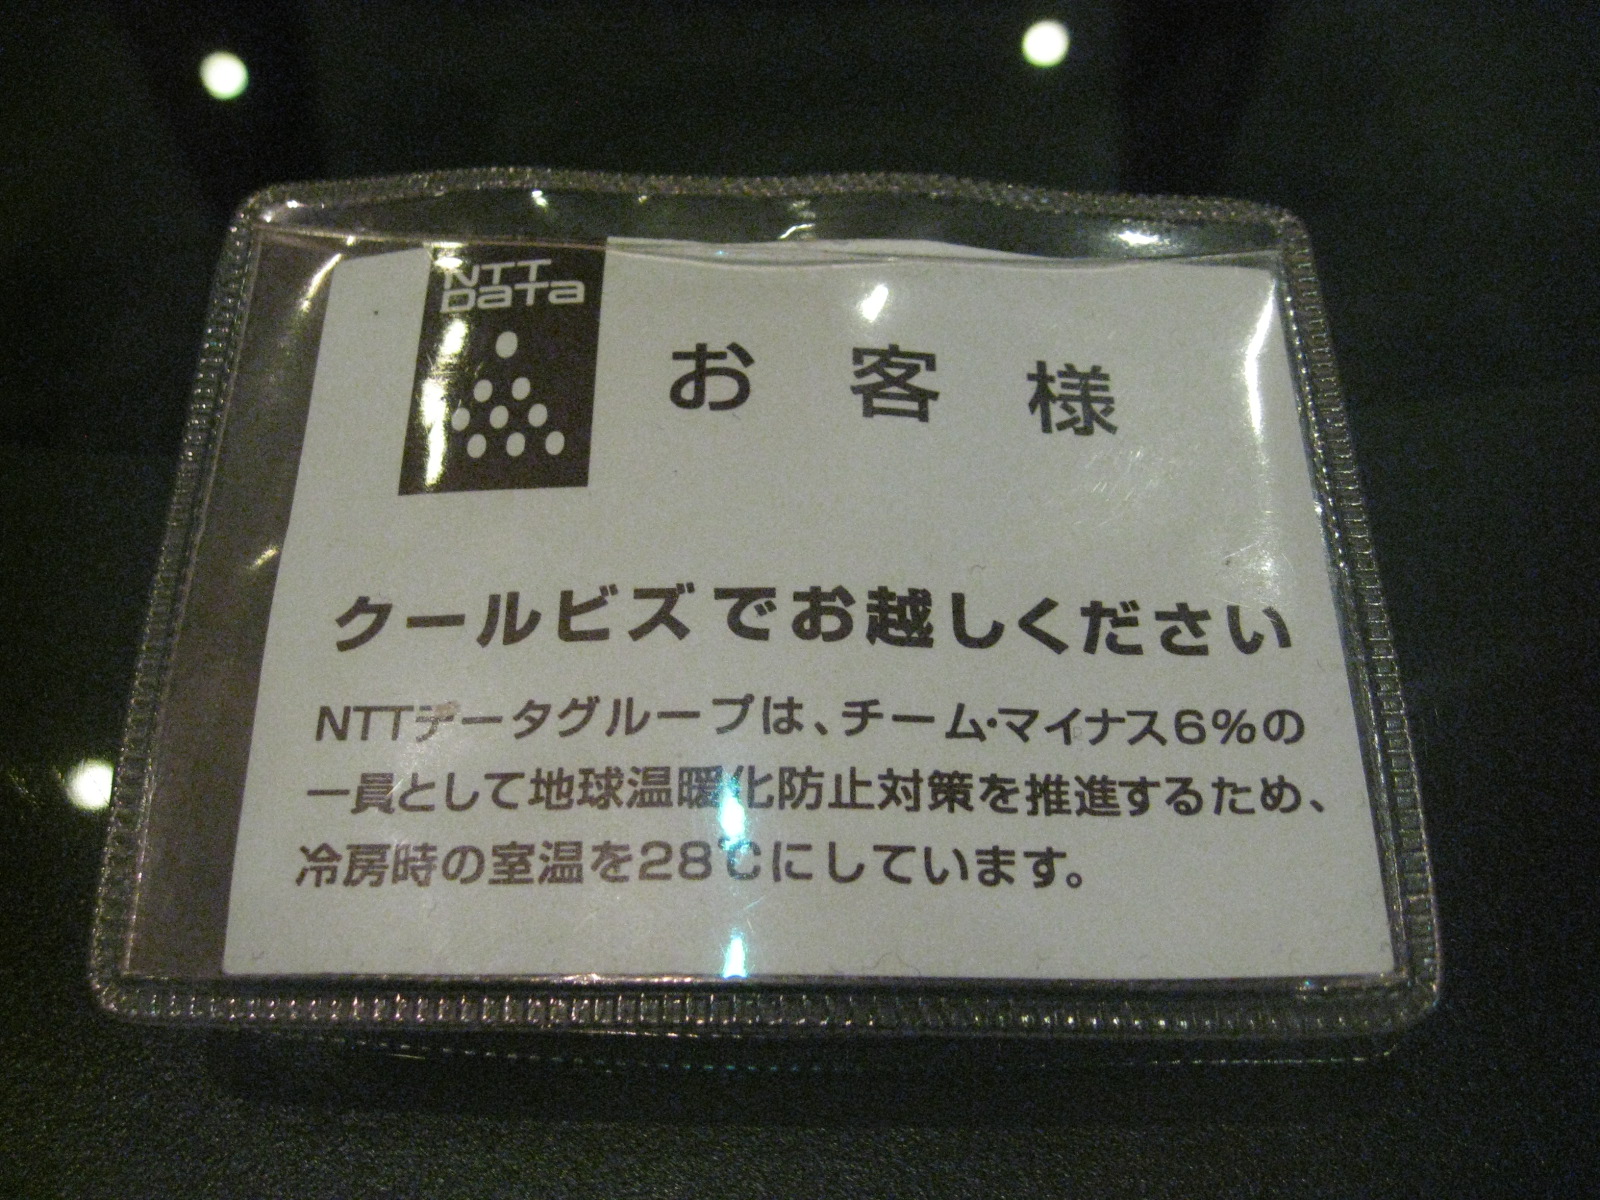 NTT
DATA
お客様
クールビズでお越しください
NTTデータグループは、チーム・マイナス6%の
一員として地球温暖化防止対策を推進するため、
冷房時の室温を28℃にしています。